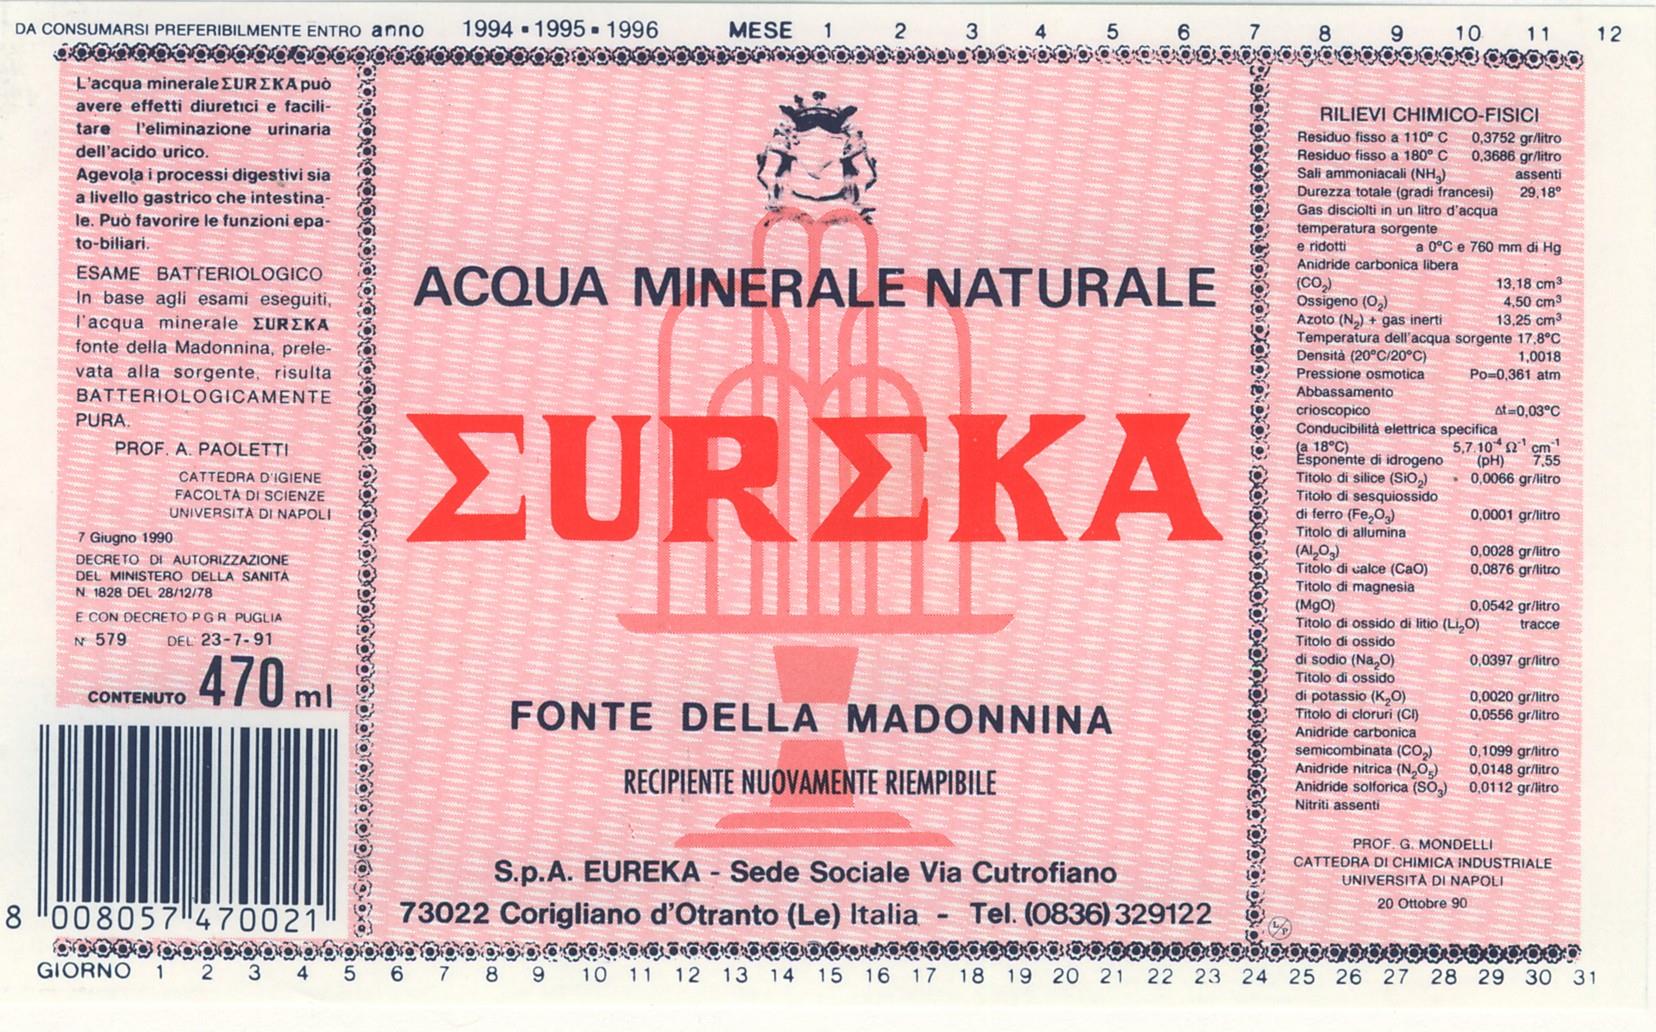 DA CONSUMARSI PREFERIBILMENTE ENTRO anno 1994 ▪ 1995 ▪ 1996 MESE 1 2 3 4 5 6 7 8 9 10 11 12
L'acqua minerale ΣURΣKA può
avere effetti diuretici e facili-
tare l'eliminazione urinaria
dell'acido urico.
Agevola i processi digestivi sia
a livello gastrico che intestina-
le. Può favorire le funzioni epa-
to-biliari.
ESAME BATTERIOLOGICO
In base agli esami eseguiti,
l'acqua minerale ΣURΣKA
fonte della Madonnina, prele-
vata alla sorgente, risulta
BATTERIOLOGICAMENTE
PURA.
PROF. A. PAOLETTI
CATTEDRA D'IGIENE
FACOLTÀ DI SCIENZE
UNIVERSITÀ DI NAPOLI
7 Giugno 1990
DECRETO DI AUTORIZZAZIONE
DEL MINISTERO DELLA SANITÀ
N. 1828 DEL 28/12/78
E CON DECRETO P G R PUGLIA
N° 579 DEL 23-7-91
CONTENUTO 470 ml
8 008057 470021
ACQUA MINERALE NATURALE
ΣURΣKA
FONTE DELLA MADONNINA
RECIPIENTE NUOVAMENTE RIEMPIBILE
S.p.A. EUREKA - Sede Sociale Via Cutrofiano
73022 Corigliano d'Otranto (Le) Italia - Tel. (0836) 329122
RILIEVI CHIMICO-FISICI
Residuo fisso a 110° C 0,3752 gr/litro
Residuo fisso a 180° C 0,3686 gr/litro
Sali ammoniacali (NH₃) assenti
Durezza totale (gradi francesi) 29,18°
Gas disciolti in un litro d'acqua
temperatura sorgente
e ridotti a 0°C e 760 mm di Hg
Anidride carbonica libera
(CO₂) 13,18 cm³
Ossigeno (O₂) 4,50 cm³
Azoto (N₂) + gas inerti 13,25 cm³
Temperatura dell'acqua sorgente 17,8°C
Densità (20°C/20°C) 1,0018
Pressione osmotica Po=0,361 atm
Abbassamento
crioscopico Δt=0,03°C
Conducibilità elettrica specifica
(a 18°C) 5,7.10⁻⁴ Ω⁻¹ cm⁻¹
Esponente di idrogeno (pH) 7,55
Titolo di silice (SiO₂) 0,0066 gr/litro
Titolo di sesquiossido
di ferro (Fe₂O₃) 0,0001 gr/litro
Titolo di allumina
(Al₂O₃) 0,0028 gr/litro
Titolo di calce (CaO) 0,0876 gr/litro
Titolo di magnesia
(MgO) 0,0542 gr/litro
Titolo di ossido di litio (Li₂O) tracce
Titolo di ossido
di sodio (Na₂O) 0,0397 gr/litro
Titolo di ossido
di potassio (K₂O) 0,0020 gr/litro
Titolo di cloruri (Cl) 0,0556 gr/litro
Anidride carbonica
semicombinata (CO₂) 0,1099 gr/litro
Anidride nitrica (N₂O₅) 0,0148 gr/litro
Anidride solforica (SO₃) 0,0112 gr/litro
Nitriti assenti
PROF. G. MONDELLI
CATTEDRA DI CHIMICA INDUSTRIALE
UNIVERSITÀ DI NAPOLI
20 Ottobre 90
GIORNO 1 2 3 4 5 6 7 8 9 10 11 12 13 14 15 16 17 18 19 20 21 22 23 24 25 26 27 28 29 30 31